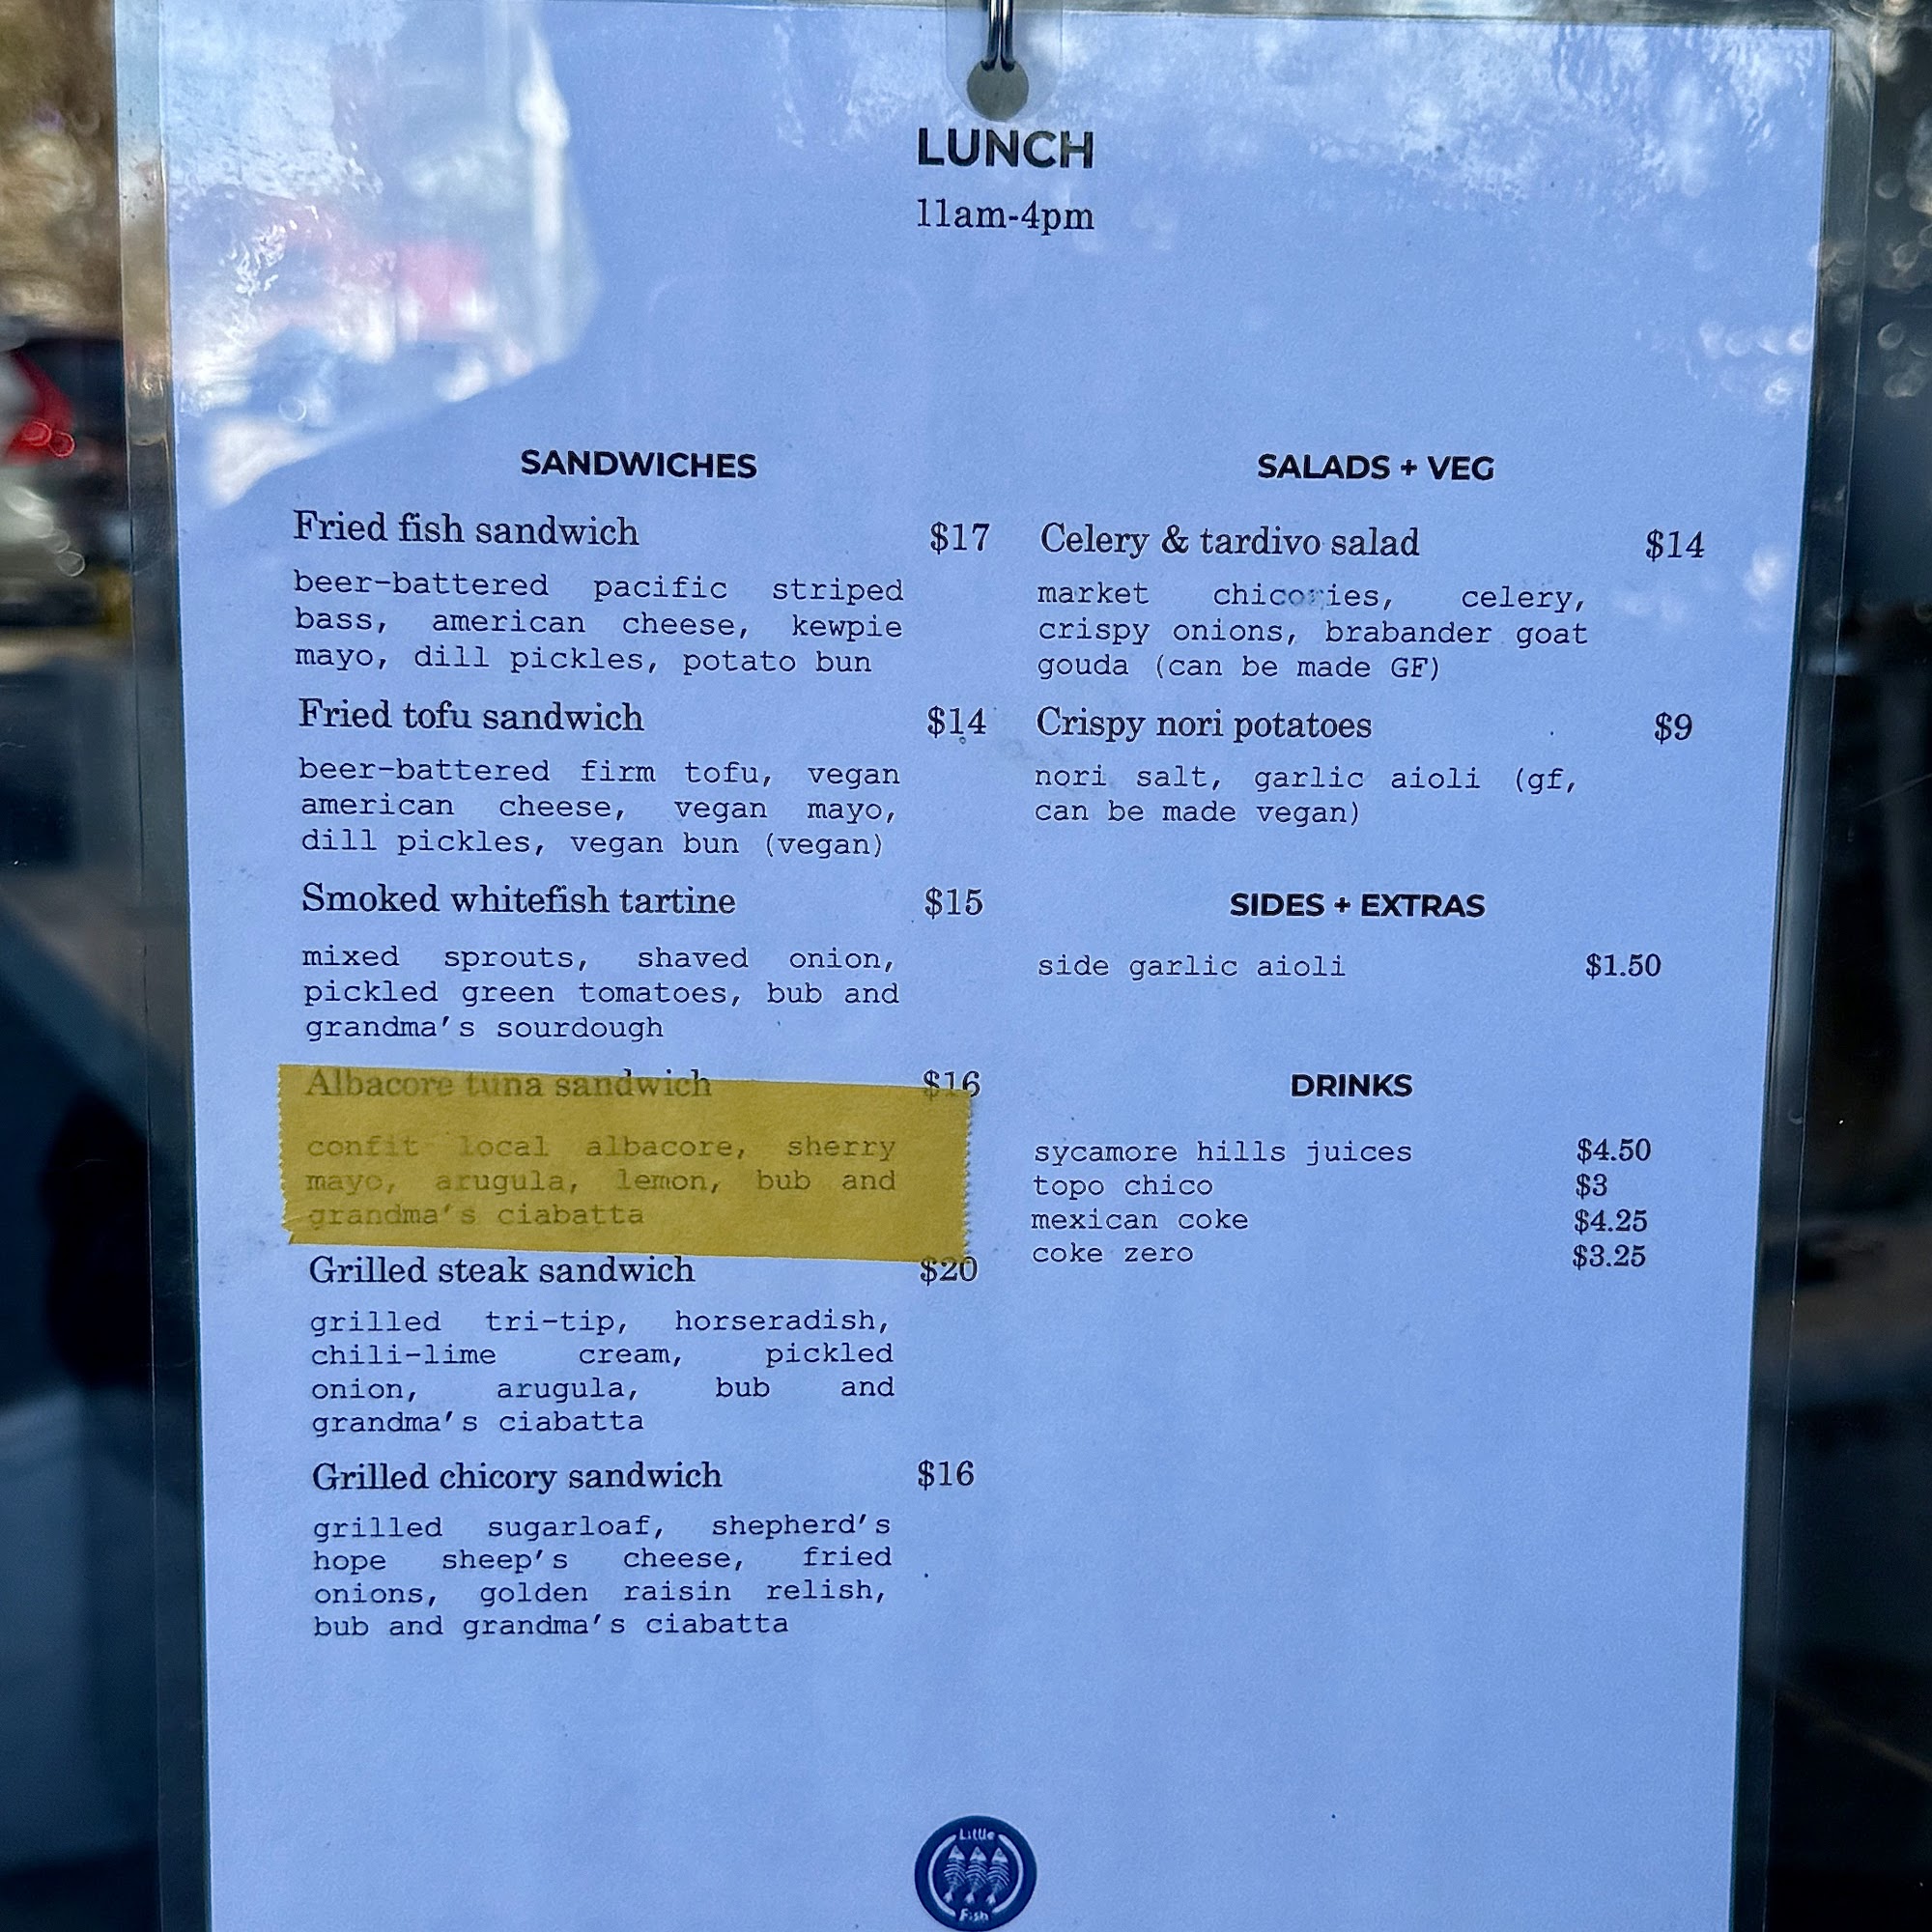 LUNCH
11am-4pm
SANDWICHES
Fried fish sandwich $17
beer-battered pacific striped
bass, american cheese, kewpie
mayo, dill pickles, potato bun
Fried tofu sandwich $14
beer-battered firm tofu, vegan
american cheese, vegan mayo,
dill pickles, vegan bun (vegan)
Smoked whitefish tartine $15
mixed sprouts, shaved onion,
pickled green tomatoes, bub and
grandma's sourdough
Albacore tuna sandwich $16
confit local albacore, sherry
mayo, arugula, lemon, bub and
grandma's ciabatta
Grilled steak sandwich $20
grilled tri-tip, horseradish,
chili-lime cream, pickled
onion, arugula, bub and
grandma's ciabatta
Grilled chicory sandwich $16
grilled sugarloaf, shepherd's
hope sheep's cheese, fried
onions, golden raisin relish,
bub and grandma's ciabatta
SALADS + VEG
Celery & tardivo salad $14
market chicories, celery,
crispy onions, brabander goat
gouda (can be made GF)
Crispy nori potatoes $9
nori salt, garlic aioli (gf,
can be made vegan)
SIDES + EXTRAS
side garlic aioli $1.50
DRINKS
sycamore hills juices $4.50
topo chico $3
mexican coke $4.25
coke zero $3.25
Little
Fish